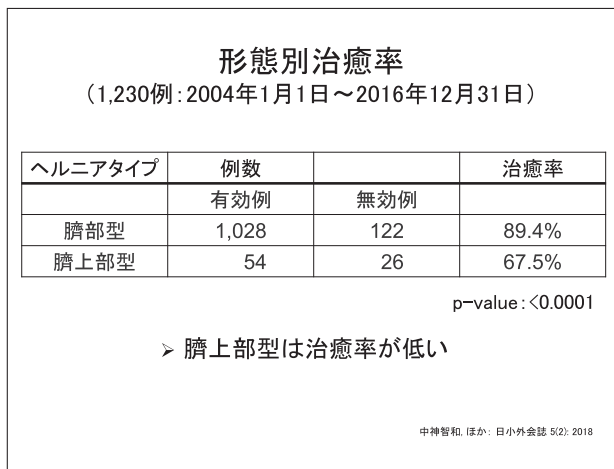 形態別治癒率
（1,230例：2004年1月1日～2016年12月31日）
ヘルニアタイプ 例数 治癒率
有効例 無効例
臍部型 1,028 122 89.4%
臍上部型 54 26 67.5%
p-value：<0.0001
➢ 臍上部型は治癒率が低い
中神智和, ほか： 日小外会誌 5(2): 2018